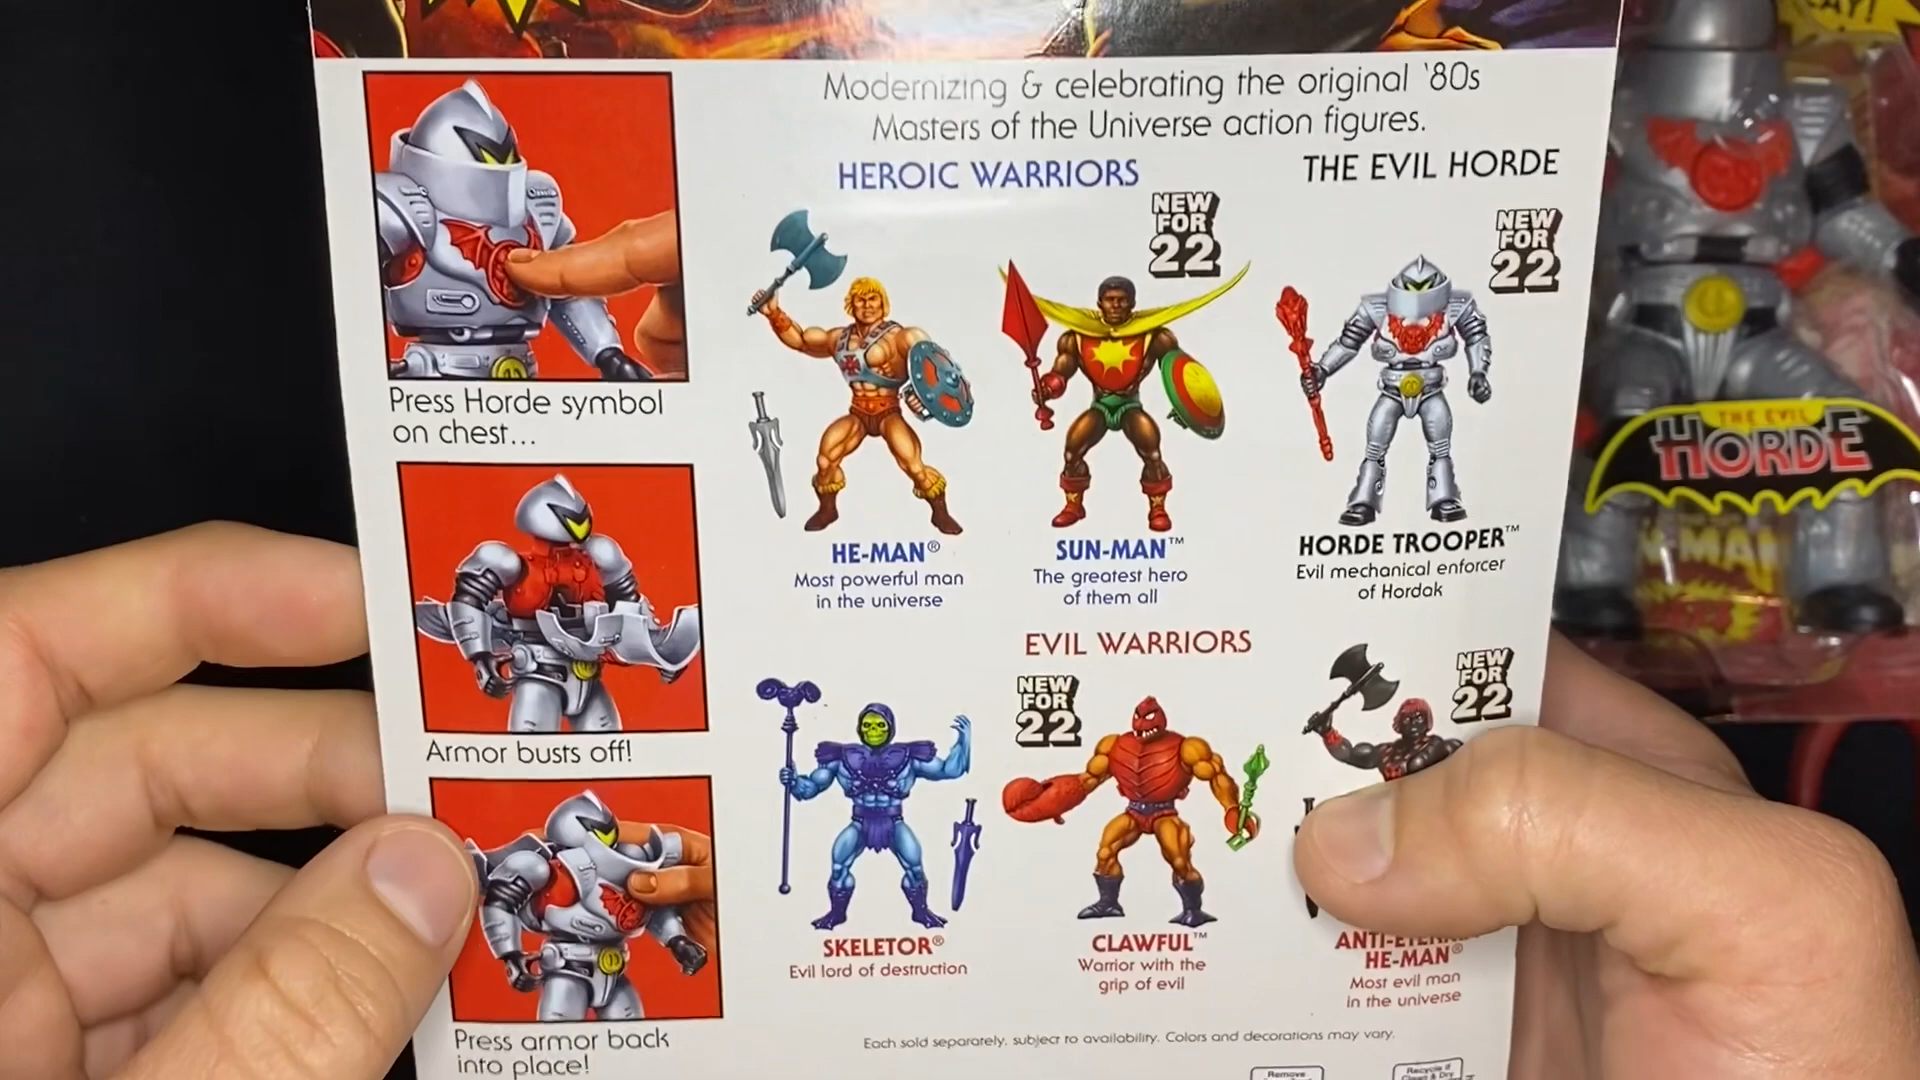 Modernizing & celebrating the original '80s
Masters of the Universe action figures.
HEROIC WARRIORS
THE EVIL HORDE
NEW
FOR
22
NEW
FOR
22
Press Horde symbol
on chest...
HE-MAN®
Most powerful man
in the universe
SUN-MAN™
The greatest hero
of them all
HORDE TROOPER™
Evil mechanical enforcer
of Hordak
EVIL WARRIORS
NEW
FOR
22
NEW
FOR
22
Armor busts off!
SKELETOR®
Evil lord of destruction
CLAWFUL™
Warrior with the
grip of evil
HE-MAN®
Most evil man
in the universe
Press armor back
into place!
Each sold separately, subject to availability. Colors and decorations may vary.
Remove
Recycle if
Clean & Dry
THE EVIL
HORDE